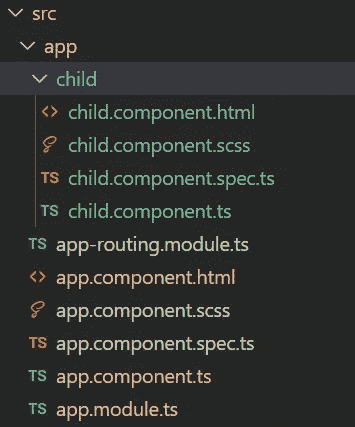 src
app
child
<> child.component.html
child.component.scss
TS child.component.spec.ts
TS child.component.ts
TS app-routing.module.ts
<> app.component.html
app.component.scss
TS app.component.spec.ts
TS app.component.ts
TS app.module.ts